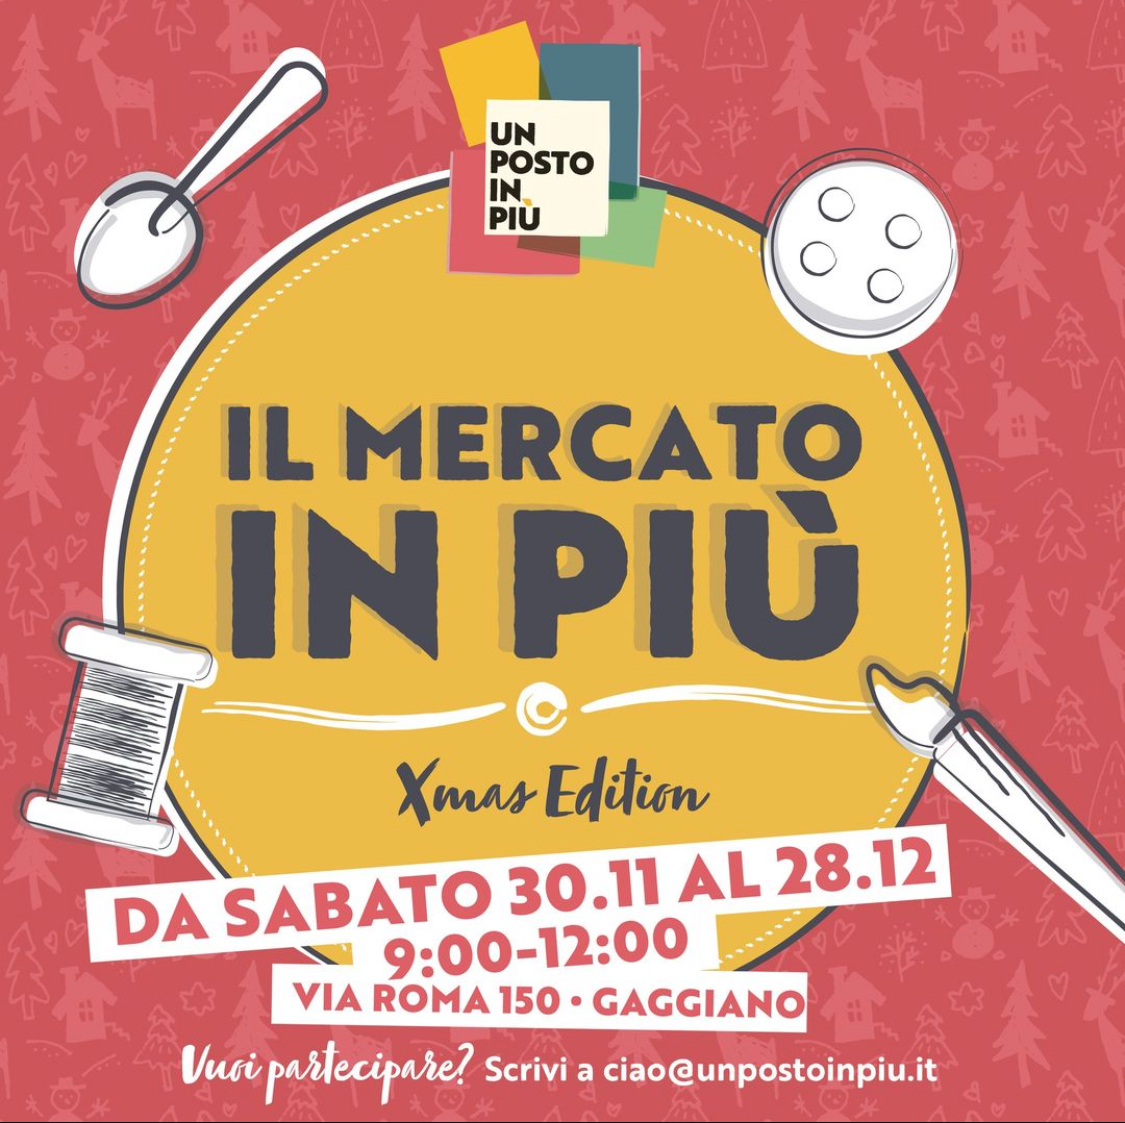 UN
POSTO
IN
PIÙ
IL MERCATO
IN PIÙ
Xmas Edition
DA SABATO 30.11 AL 28.12
9:00-12:00
VIA ROMA 150 • GAGGIANO
Vuoi partecipare? Scrivi a ciao@unpostoinpiu.it